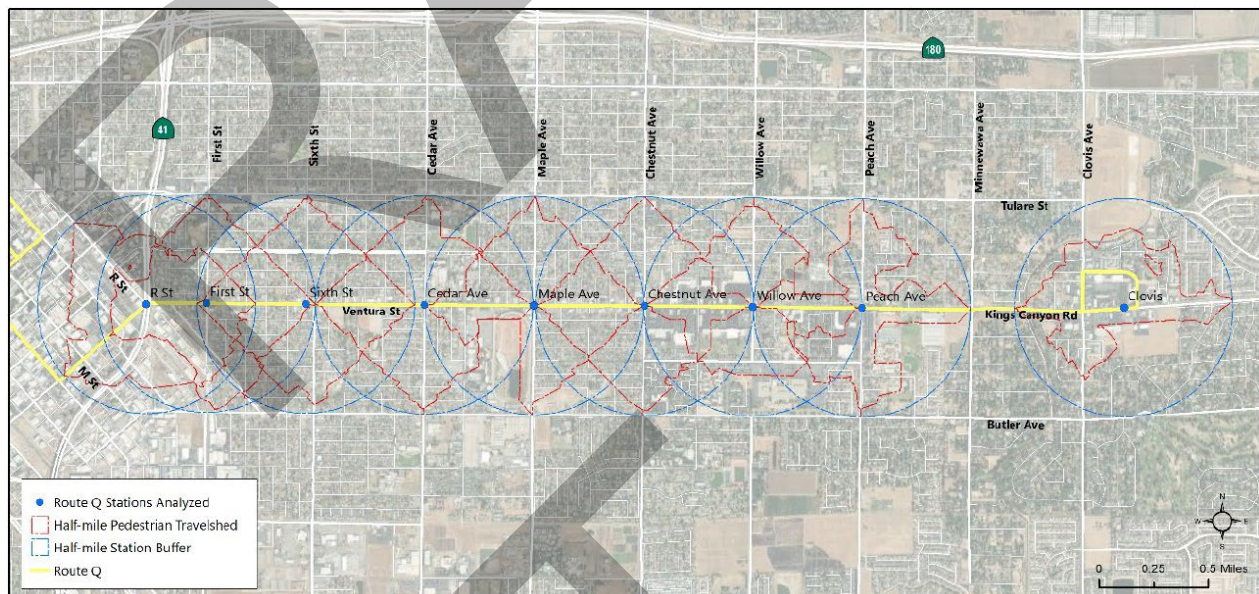 180
41
First St
Sixth St
Cedar Ave
Maple Ave
Chestnut Ave
Willow Ave
Peach Ave
Minnewawa Ave
Clovis Ave
Tulare St
R St
R St
First St
Sixth St
Cedar Ave
Maple Ave
Chestnut Ave
Willow Ave
Peach Ave
Clovis
Ventura St
Kings Canyon Rd
M St
Butler Ave
Route Q Stations Analyzed
Half-mile Pedestrian Travelshed
Half-mile Station Buffer
Route Q
N
W E
S
0 0.25 0.5 Miles